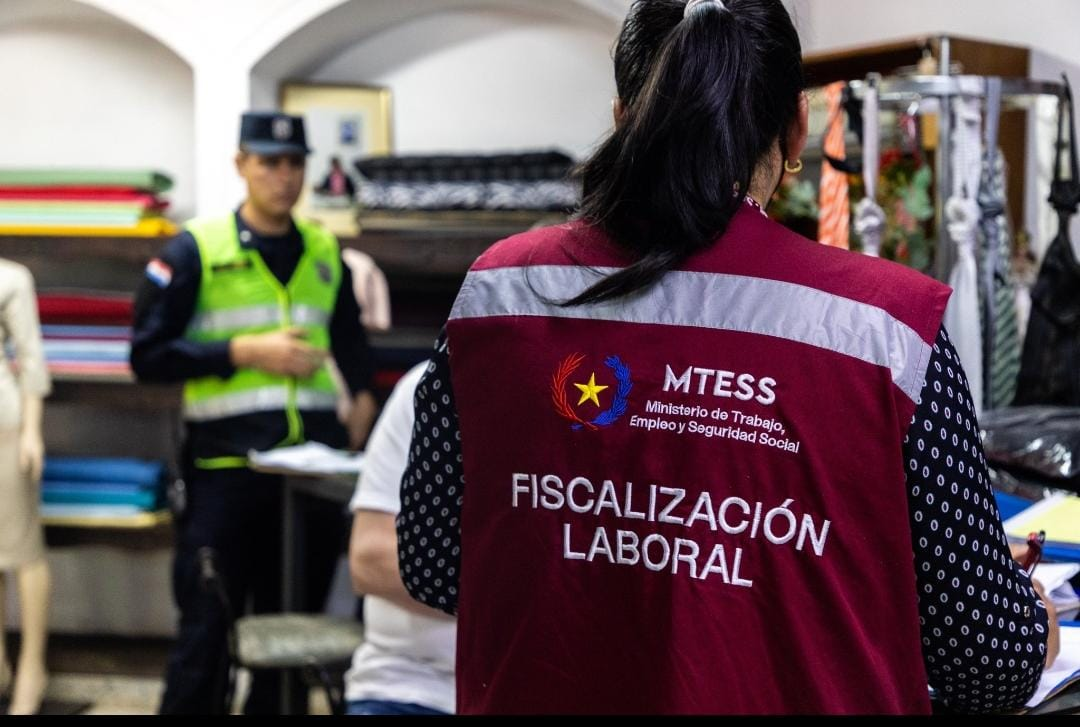 MTESS
Ministerio de Trabajo,
Empleo y Seguridad Social
FISCALIZACIÓN
LABORAL